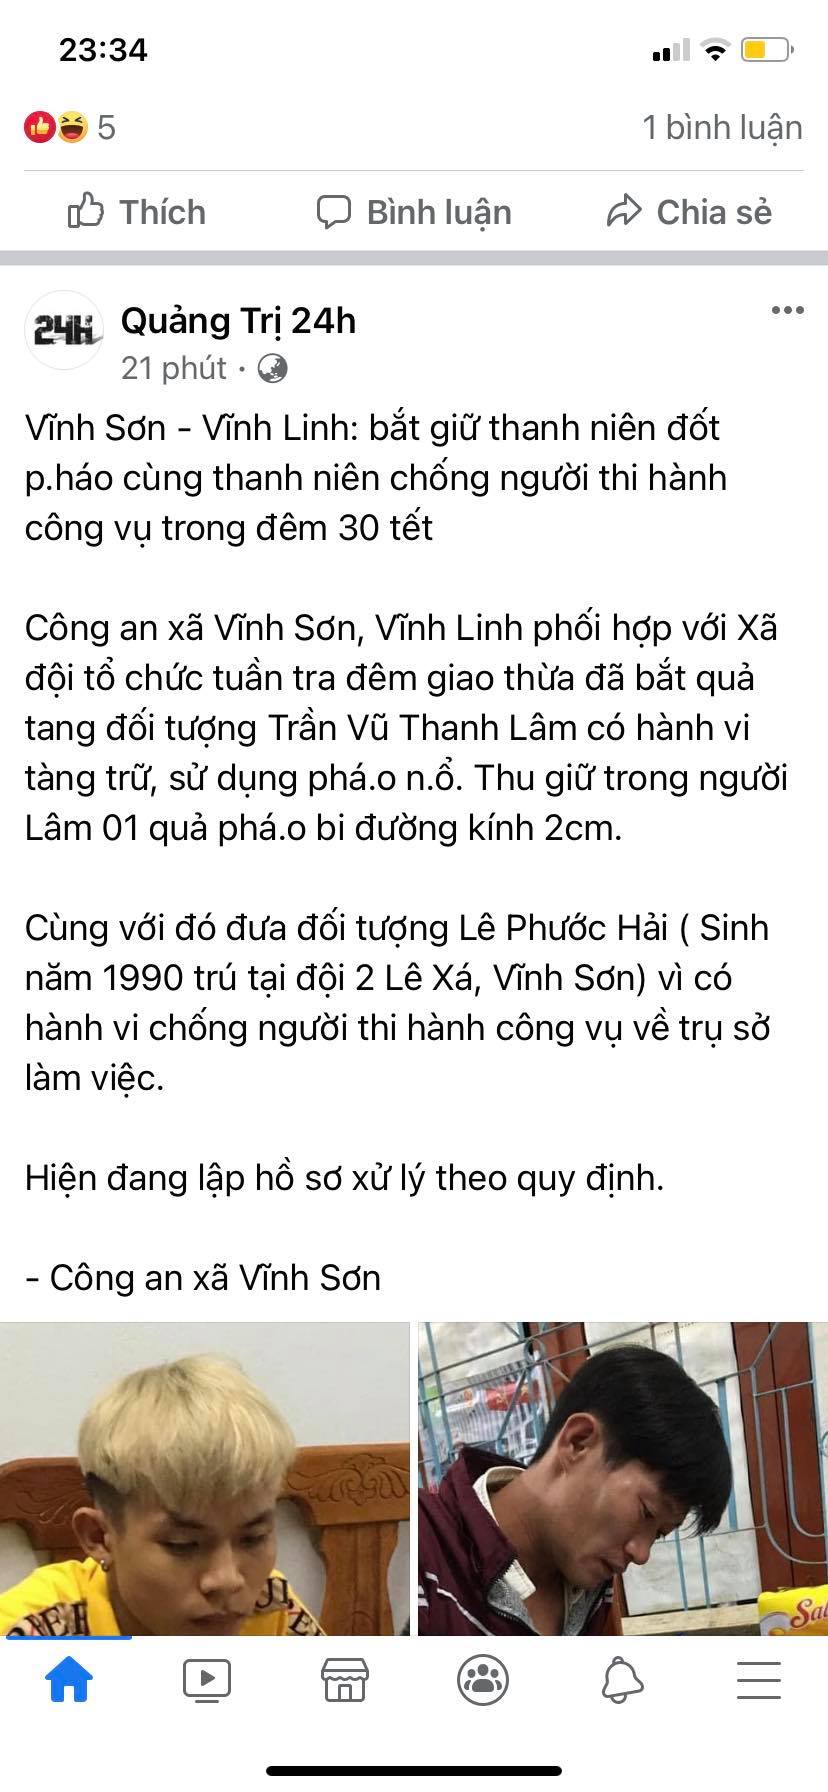 23:34
5
1 bình luận
Thích
Bình luận
Chia sẻ
24H
Quảng Trị 24h
21 phút ·
Vĩnh Sơn - Vĩnh Linh: bắt giữ thanh niên đốt
p.háo cùng thanh niên chống người thi hành
công vụ trong đêm 30 tết
Công an xã Vĩnh Sơn, Vĩnh Linh phối hợp với Xã
đội tổ chức tuần tra đêm giao thừa đã bắt quả
tang đối tượng Trần Vũ Thanh Lâm có hành vi
tàng trữ, sử dụng phá.o n.ổ. Thu giữ trong người
Lâm 01 quả phá.o bi đường kính 2cm.
Cùng với đó đưa đối tượng Lê Phước Hải ( Sinh
năm 1990 trú tại đội 2 Lê Xá, Vĩnh Sơn) vì có
hành vi chống người thi hành công vụ về trụ sở
làm việc.
Hiện đang lập hồ sơ xử lý theo quy định.
- Công an xã Vĩnh Sơn